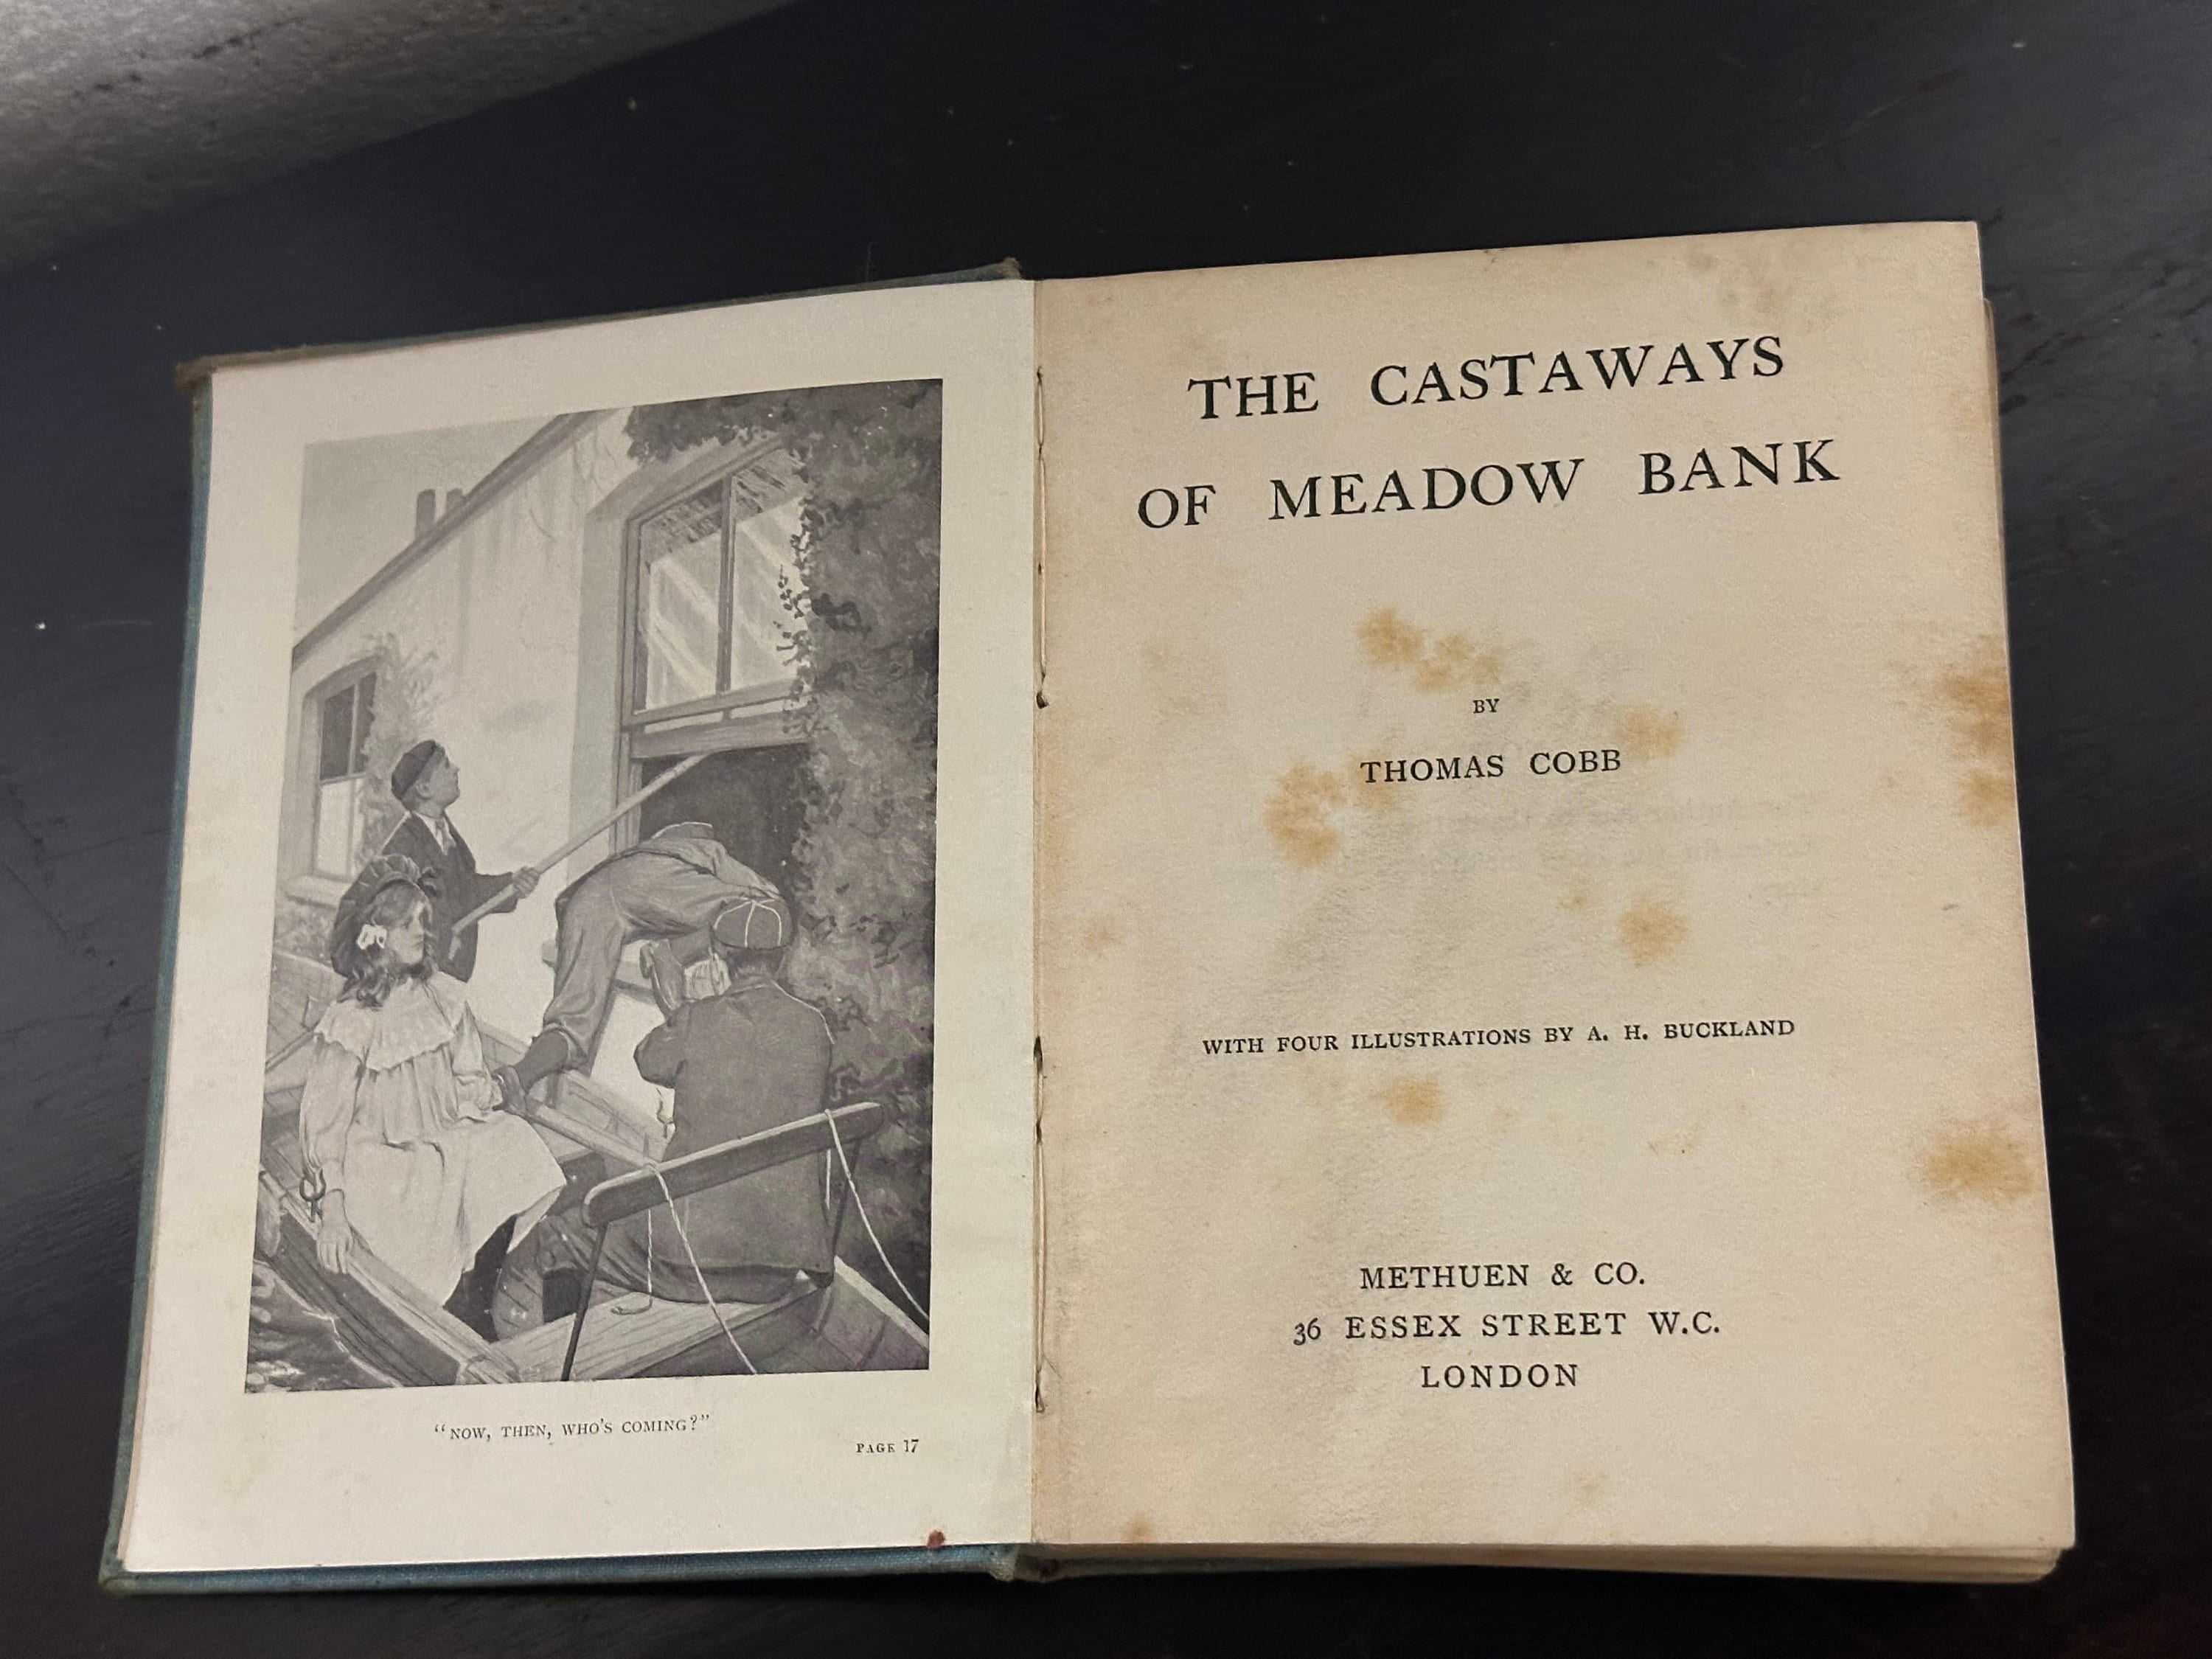 "NOW, THEN, WHO'S COMING?"
PAGE 17
THE CASTAWAYS
OF MEADOW BANK
BY
THOMAS COBB
WITH FOUR ILLUSTRATIONS BY A. H. BUCKLAND
METHUEN & CO.
36 ESSEX STREET W.C.
LONDON